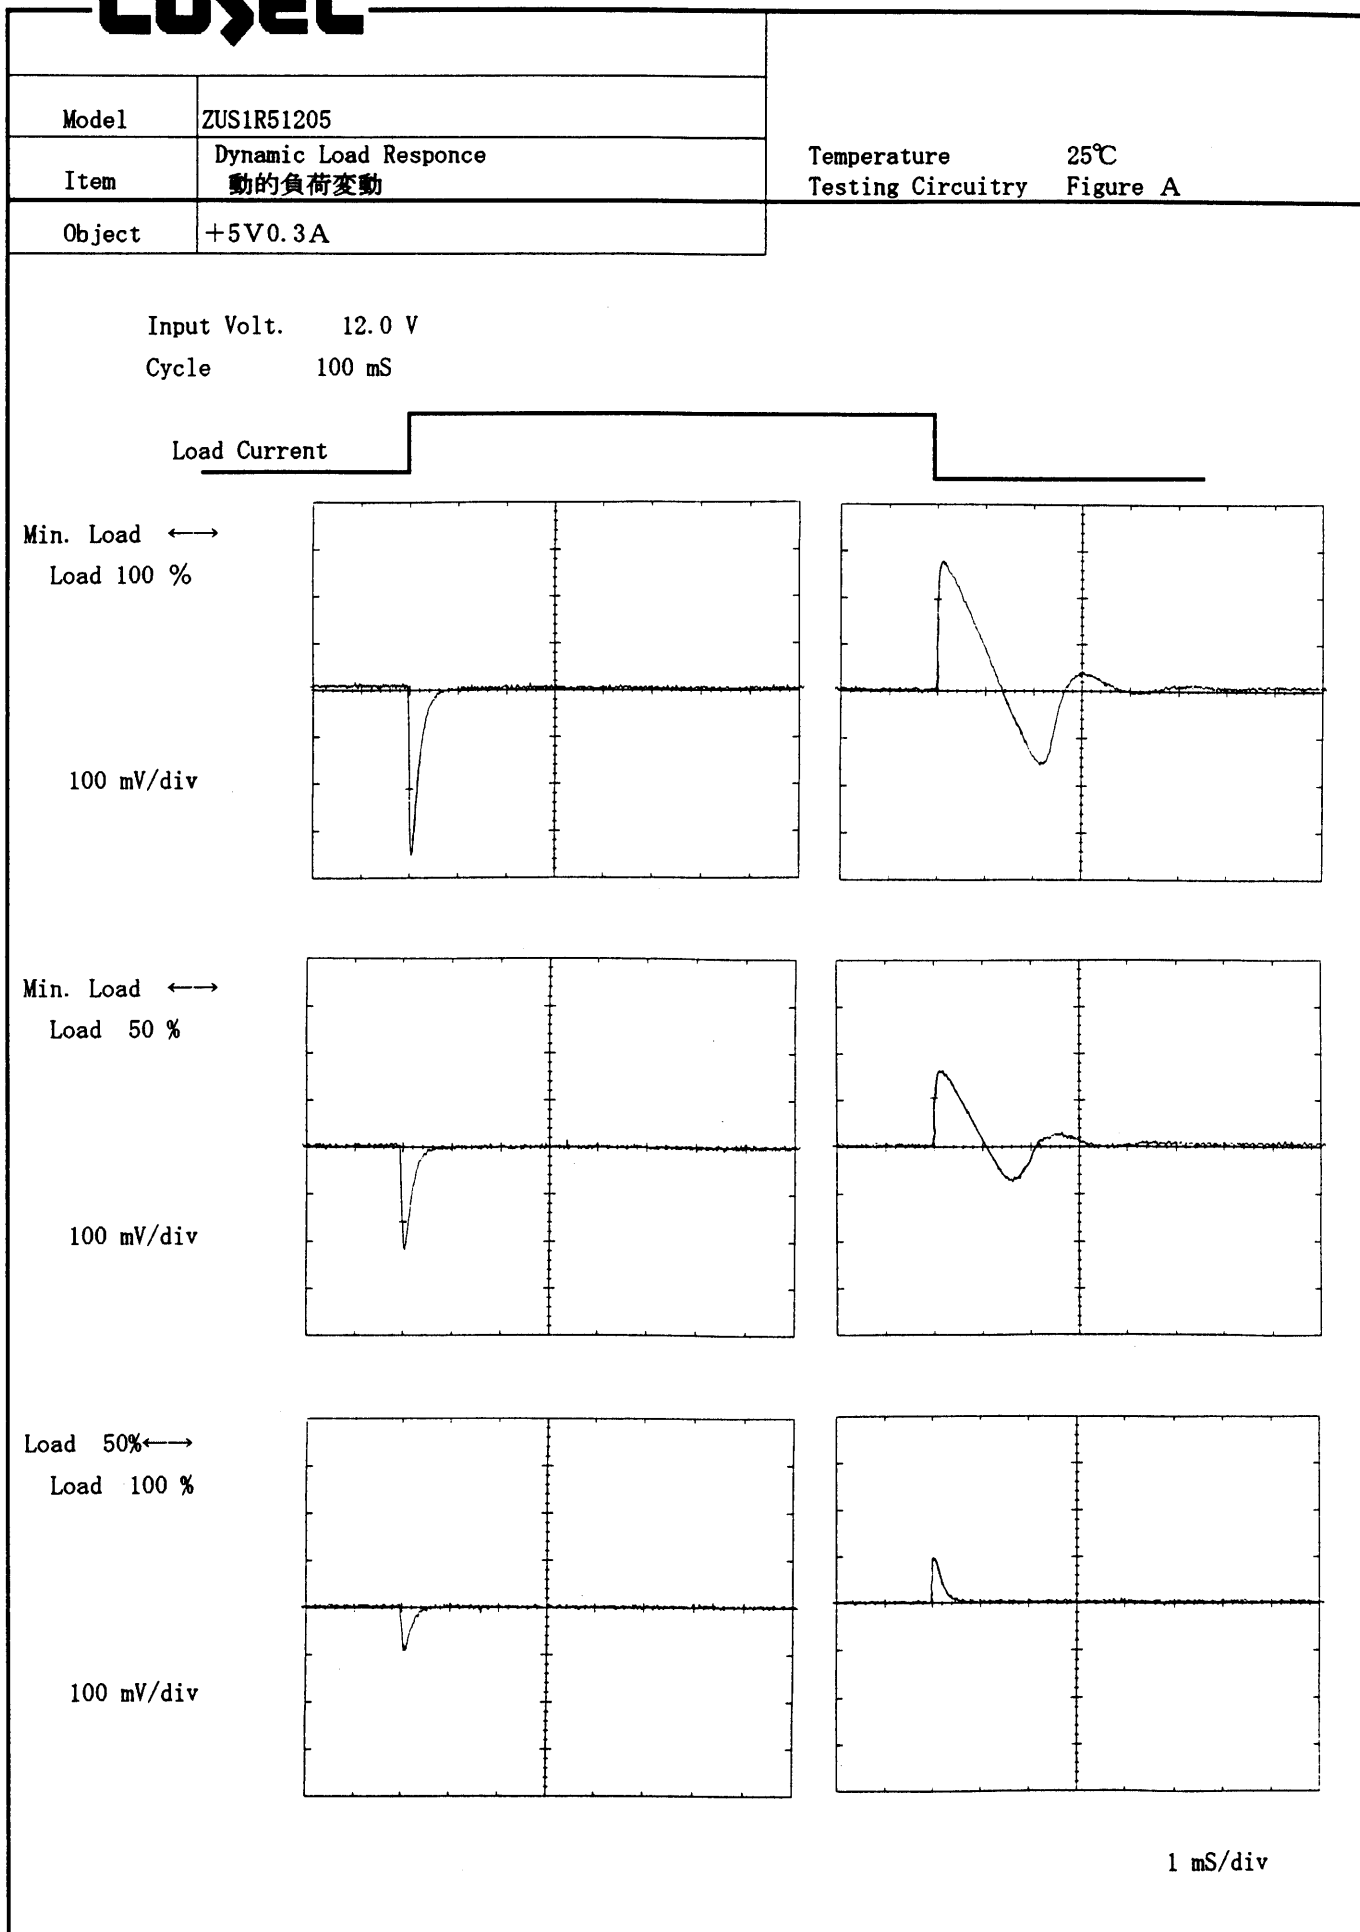 COSEL
Model ZUS1R51205
Item Dynamic Load Responce
動的負荷変動
Temperature 25℃
Testing Circuitry Figure A
Object +5V0.3A
Input Volt. 12.0 V
Cycle 100 mS
Load Current
Min. Load ←→
Load 100 %
100 mV/div
Min. Load ←→
Load 50 %
100 mV/div
Load 50%←→
Load 100 %
100 mV/div
1 mS/div